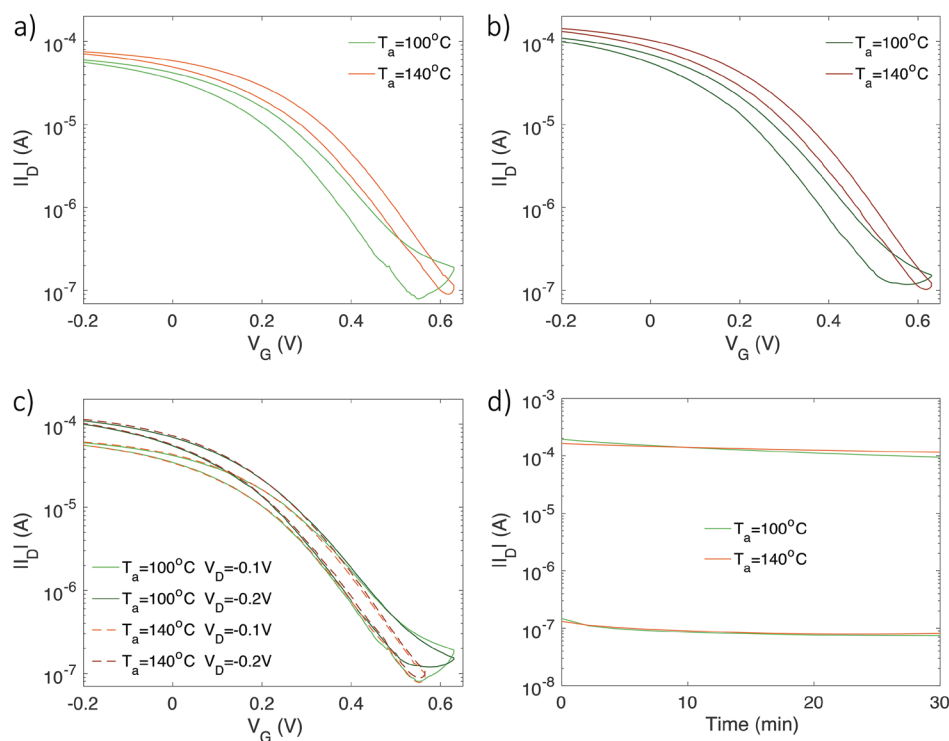 a)
T_a=100°C
T_a=140°C
10^-4
10^-5
10^-6
10^-7
|I_D| (A)
-0.2 0 0.2 0.4 0.6
V_G (V)
b)
T_a=100°C
T_a=140°C
10^-4
10^-5
10^-6
10^-7
|I_D| (A)
-0.2 0 0.2 0.4 0.6
V_G (V)
c)
10^-4
10^-5
10^-6
10^-7
|I_D| (A)
T_a=100°C V_D=-0.1V
T_a=100°C V_D=-0.2V
T_a=140°C V_D=-0.1V
T_a=140°C V_D=-0.2V
-0.2 0 0.2 0.4 0.6
V_G (V)
d)
10^-3
10^-4
10^-5
10^-6
10^-7
10^-8
|I_D| (A)
T_a=100°C
T_a=140°C
0 10 20 30
Time (min)